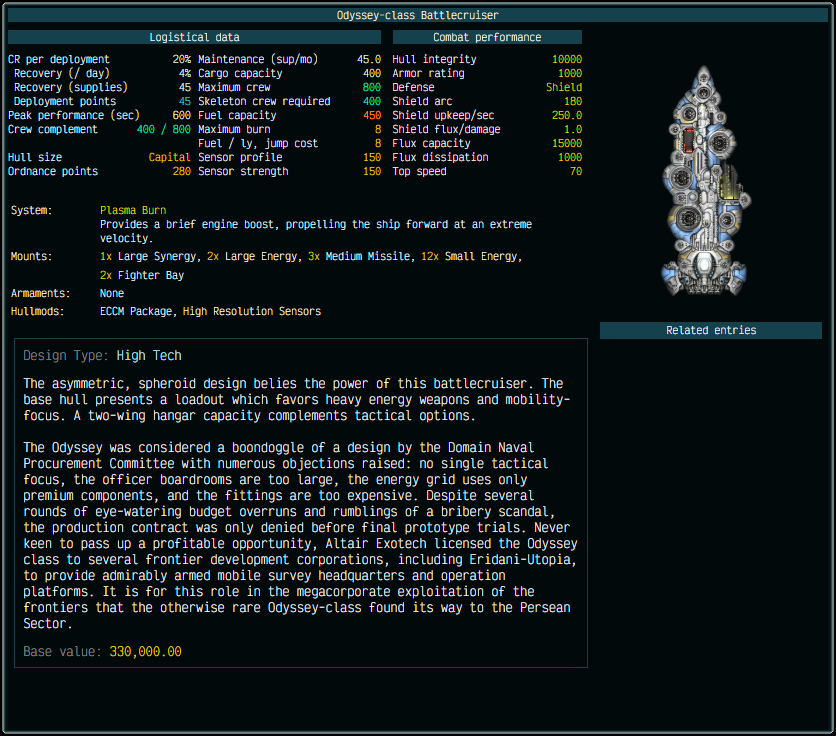 Odyssey-class Battlecruiser
Logistical data
CR per deployment 20% Maintenance (sup/mo) 45.0
Recovery (/ day) 4% Cargo capacity 400
Recovery (supplies) 45 Maximum crew 800
Deployment points 45 Skeleton crew required 400
Peak performance (sec) 600 Fuel capacity 450
Crew complement 400 / 800 Maximum burn 8
Fuel / ly, jump cost 8
Hull size Capital Sensor profile 150
Ordnance points 280 Sensor strength 150
Combat performance
Hull integrity 10000
Armor rating 1000
Defense Shield
Shield arc 180
Shield upkeep/sec 250.0
Shield flux/damage 1.0
Flux capacity 15000
Flux dissipation 1000
Top speed 70
System: Plasma Burn
Provides a brief engine boost, propelling the ship forward at an extreme
velocity.
Mounts: 1x Large Synergy, 2x Large Energy, 3x Medium Missile, 12x Small Energy,
2x Fighter Bay
Armaments: None
Hullmods: ECCM Package, High Resolution Sensors
Related entries
Design Type: High Tech
The asymmetric, spheroid design belies the power of this battlecruiser. The
base hull presents a loadout which favors heavy energy weapons and mobility-
focus. A two-wing hangar capacity complements tactical options.
The Odyssey was considered a boondoggle of a design by the Domain Naval
Procurement Committee with numerous objections raised: no single tactical
focus, the officer boardrooms are too large, the energy grid uses only
premium components, and the fittings are too expensive. Despite several
rounds of eye-watering budget overruns and rumblings of a bribery scandal,
the production contract was only denied before final prototype trials. Never
keen to pass up a profitable opportunity, Altair Exotech licensed the Odyssey
class to several frontier development corporations, including Eridani-Utopia,
to provide admirably armed mobile survey headquarters and operation
platforms. It is for this role in the megacorporate exploitation of the
frontiers that the otherwise rare Odyssey-class found its way to the Persean
Sector.
Base value: 330,000.00